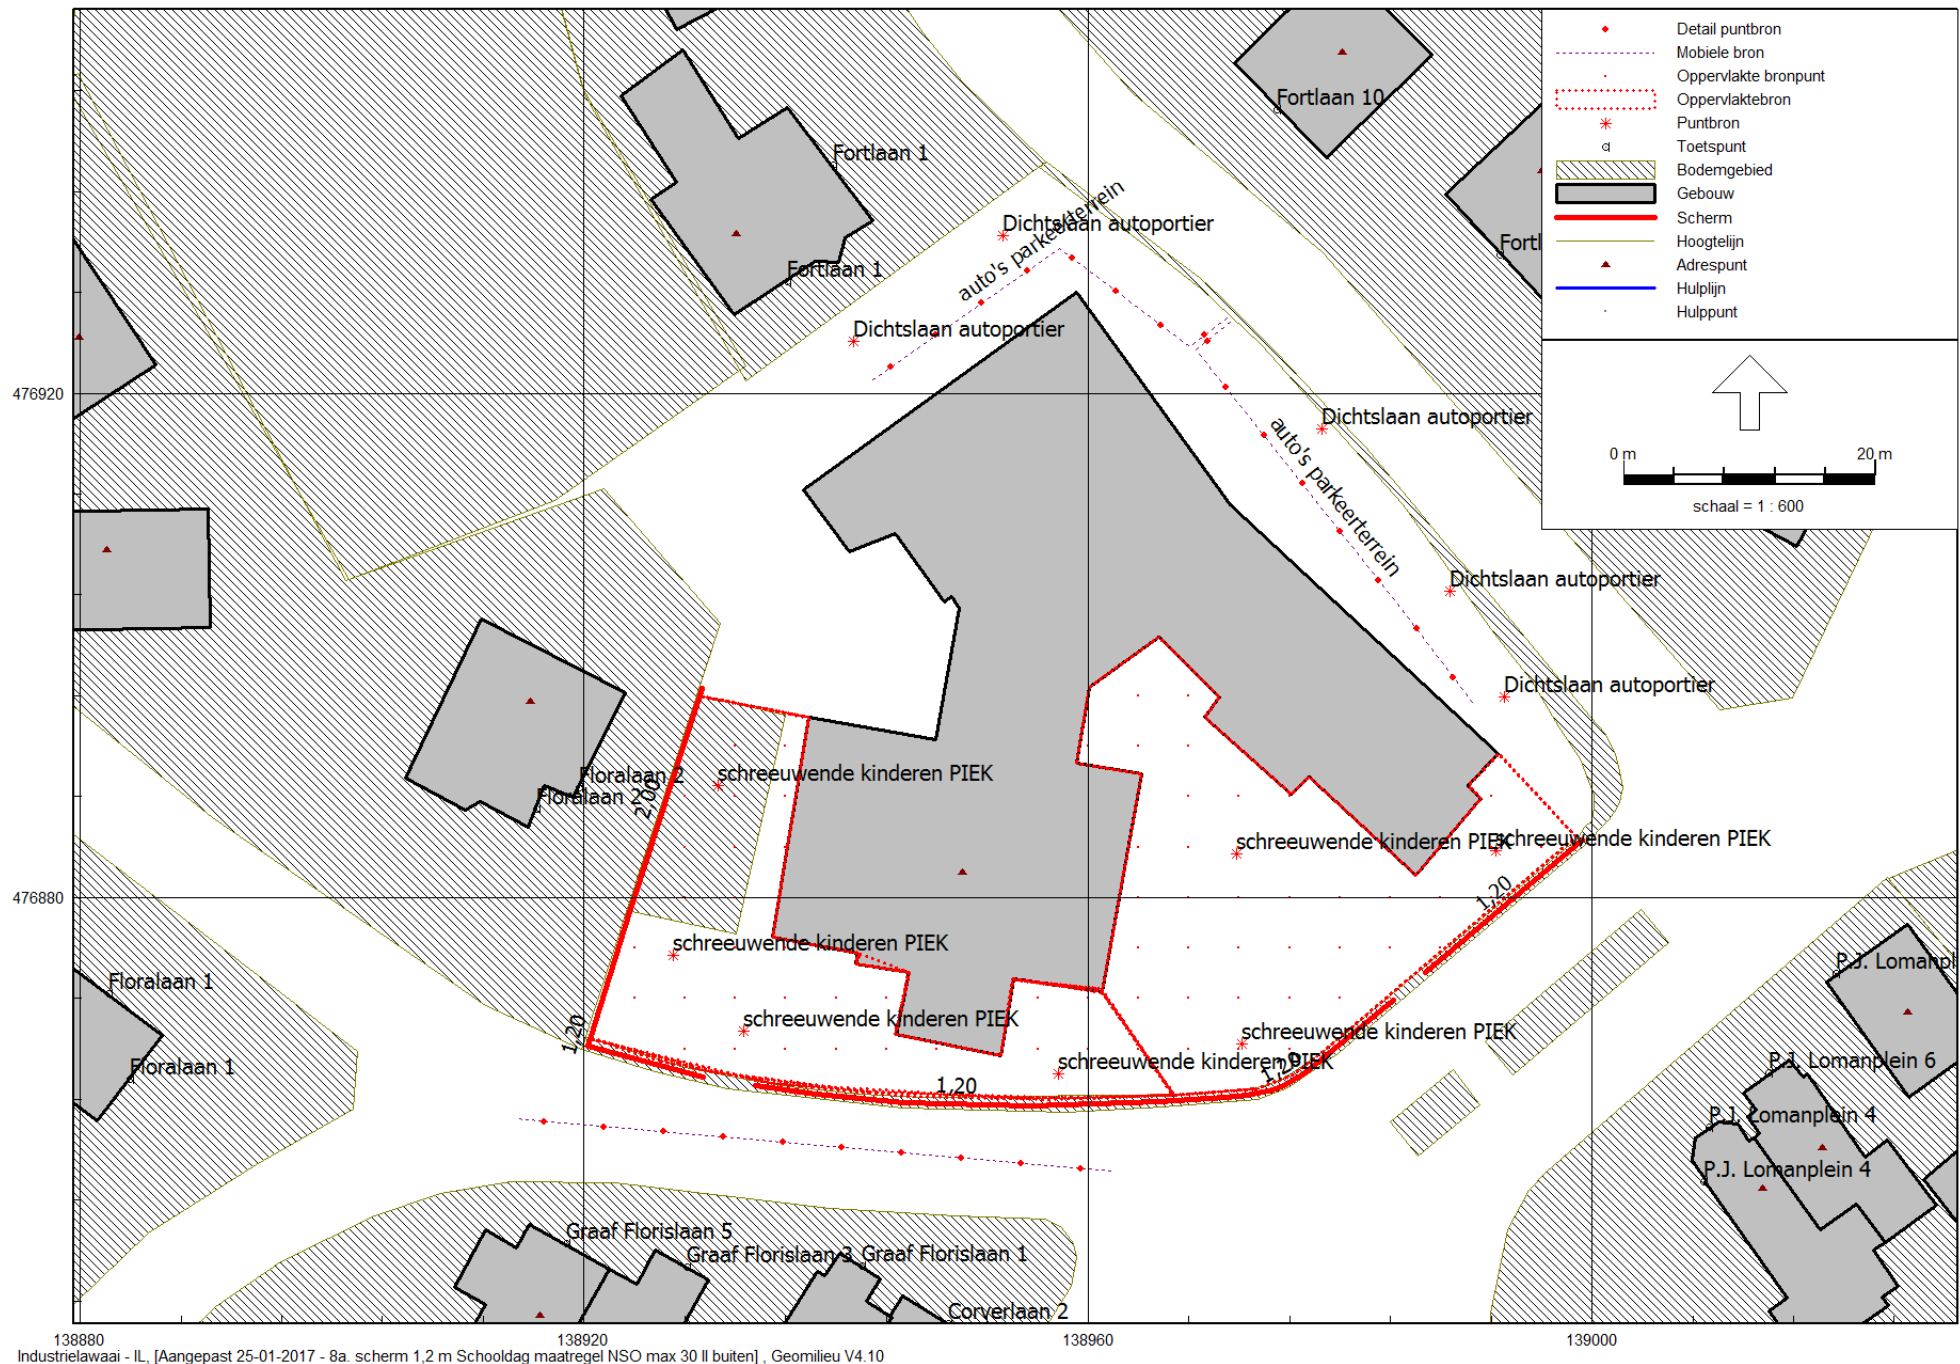 Detail puntbron
Mobiele bron
Oppervlakte bronpunt
Oppervlaktebron
Puntbron
Toetspunt
Bodemgebied
Gebouw
Scherm
Hoogtelijn
Adrespunt
Hulplijn
Hulppunt
0 m 20 m
schaal = 1 : 600
Fortlaan 10
Fortlaan 1
Fortl
Dichtslaan autoportier
auto's parkeerterrein
Fortlaan 1
Dichtslaan autoportier
476920
Dichtslaan autoportier
auto's parkeerterrein
Dichtslaan autoportier
Dichtslaan autoportier
Floralaan 2
schreeuwende kinderen PIEK
Floralaan 2
2,00
schreeuwende kinderen PIEK
schreeuwende kinderen PIEK
476880
1,20
schreeuwende kinderen PIEK
P.J. Lomanpl
Floralaan 1
schreeuwende kinderen PIEK
schreeuwende kinderen PIEK
1,20
Floralaan 1
schreeuwende kinderen PIEK
1,20
1,20
P.J. Lomanplein 6
P.J. Lomanplein 4
P.J. Lomanplein 4
Graaf Florislaan 5
Graaf Florislaan 3
Graaf Florislaan 1
Corverlaan 2
138880 138920 138960 139000
Industrielawaai - IL, [Aangepast 25-01-2017 - 8a. scherm 1,2 m Schooldag maatregel NSO max 30 ll buiten] , Geomilieu V4.10